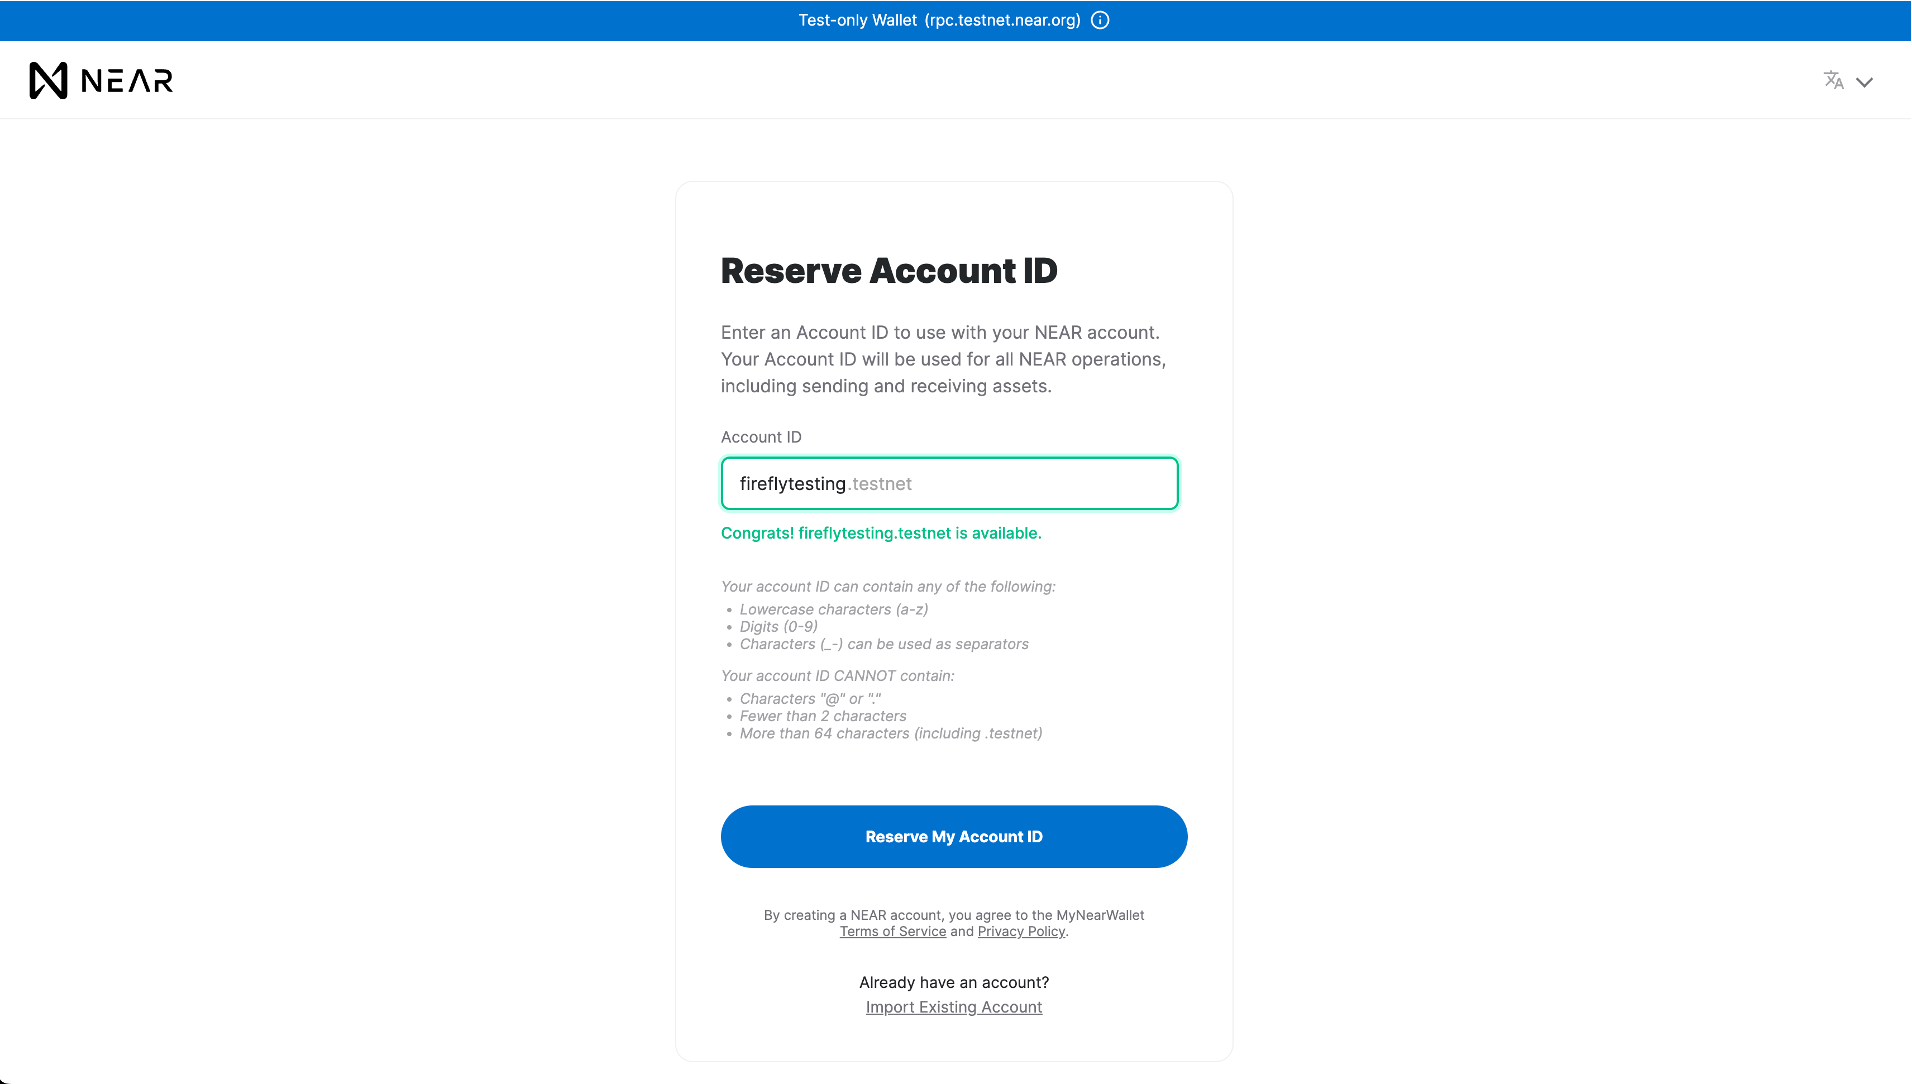 Test-only Wallet (rpc.testnet.near.org)
NEAR
Reserve Account ID
Enter an Account ID to use with your NEAR account.
Your Account ID will be used for all NEAR operations,
including sending and receiving assets.
Account ID
fireflytesting.testnet
Congrats! fireflytesting.testnet is available.
Your account ID can contain any of the following:
• Lowercase characters (a-z)
• Digits (0-9)
• Characters (_-) can be used as separators
Your account ID CANNOT contain:
• Characters "@" or "."
• Fewer than 2 characters
• More than 64 characters (including .testnet)
Reserve My Account ID
By creating a NEAR account, you agree to the MyNearWallet
Terms of Service and Privacy Policy.
Already have an account?
Import Existing Account